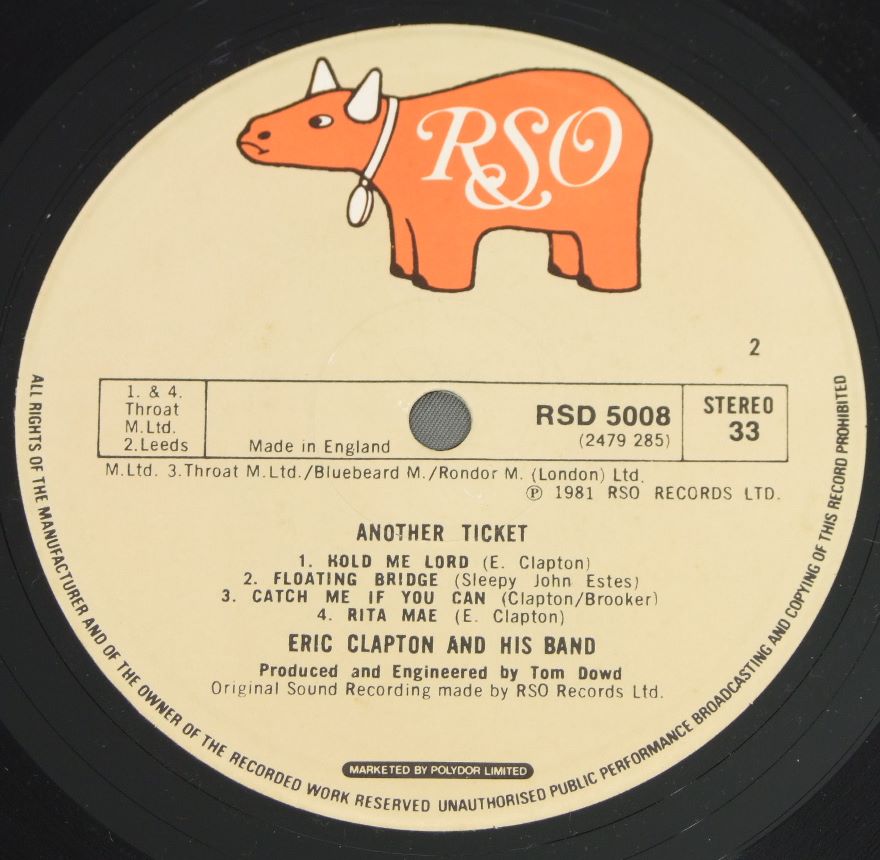 RSO
2
1. & 4.
Throat
M.Ltd.
2.Leeds
Made in England
RSD 5008
(2479 285)
STEREO
33
M.Ltd. 3.Throat M.Ltd./Bluebeard M./Rondor M. (London) Ltd.
℗ 1981 RSO RECORDS LTD.
ANOTHER TICKET
1. HOLD ME LORD (E. Clapton)
2. FLOATING BRIDGE (Sleepy John Estes)
3. CATCH ME IF YOU CAN (Clapton/Brooker)
4. RITA MAE (E. Clapton)
ERIC CLAPTON AND HIS BAND
Produced and Engineered by Tom Dowd
Original Sound Recording made by RSO Records Ltd.
MARKETED BY POLYDOR LIMITED
ALL RIGHTS OF THE MANUFACTURER AND OF THE OWNER OF THE RECORDED WORK RESERVED UNAUTHORISED PUBLIC PERFORMANCE BROADCASTING AND COPYING OF THIS RECORD PROHIBITED